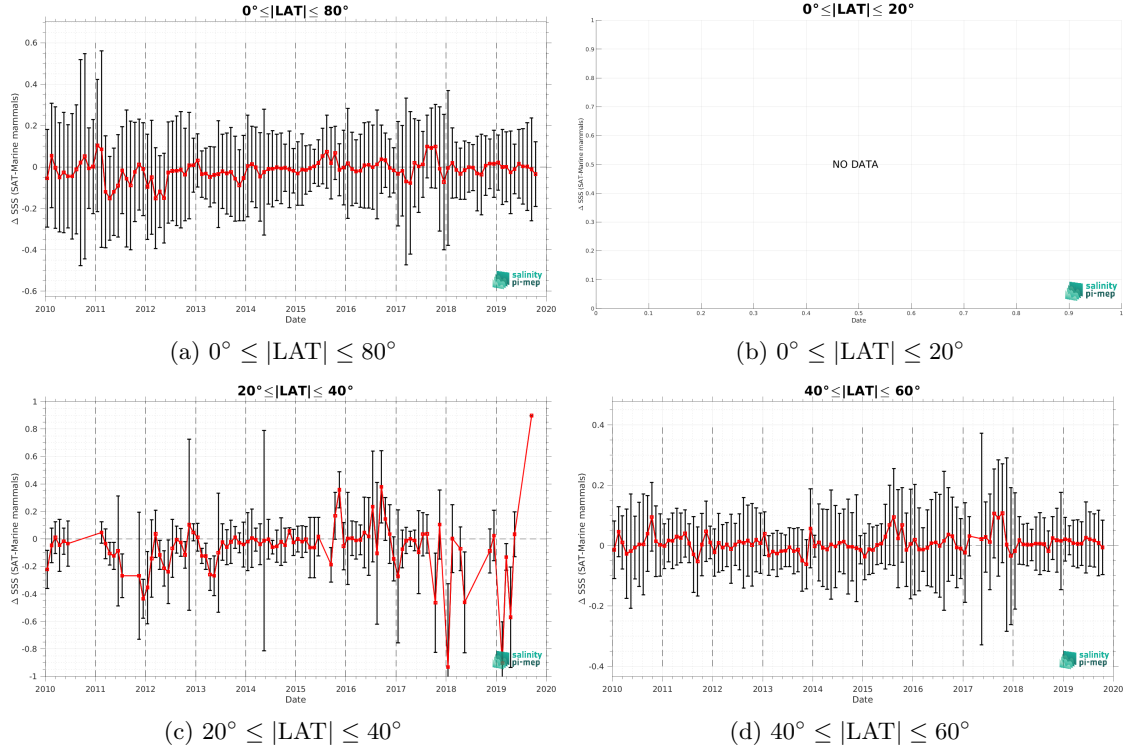 0°≤|LAT|≤ 80°
0.6
0.4
0.2
0
-0.2
-0.4
-0.6
Δ SSS (SAT-Marine mammals)
2010 2011 2012 2013 2014 2015 2016 2017 2018 2019 2020
Date
salinity
pi-mep
(a) 0° ≤ |LAT| ≤ 80°
0°≤|LAT|≤ 20°
1
0.9
0.8
0.7
0.6
0.5
0.4
0.3
0.2
0.1
0
Δ SSS (SAT-Marine mammals)
NO DATA
0 0.1 0.2 0.3 0.4 0.5 0.6 0.7 0.8 0.9 1
Date
salinity
pi-mep
(b) 0° ≤ |LAT| ≤ 20°
20°≤|LAT|≤ 40°
1
0.8
0.6
0.4
0.2
0
-0.2
-0.4
-0.6
-0.8
-1
Δ SSS (SAT-Marine mammals)
2010 2011 2012 2013 2014 2015 2016 2017 2018 2019 2020
Date
salinity
pi-mep
(c) 20° ≤ |LAT| ≤ 40°
40°≤|LAT|≤ 60°
0.4
0.2
0
-0.2
-0.4
Δ SSS (SAT-Marine mammals)
2010 2011 2012 2013 2014 2015 2016 2017 2018 2019 2020
Date
salinity
pi-mep
(d) 40° ≤ |LAT| ≤ 60°